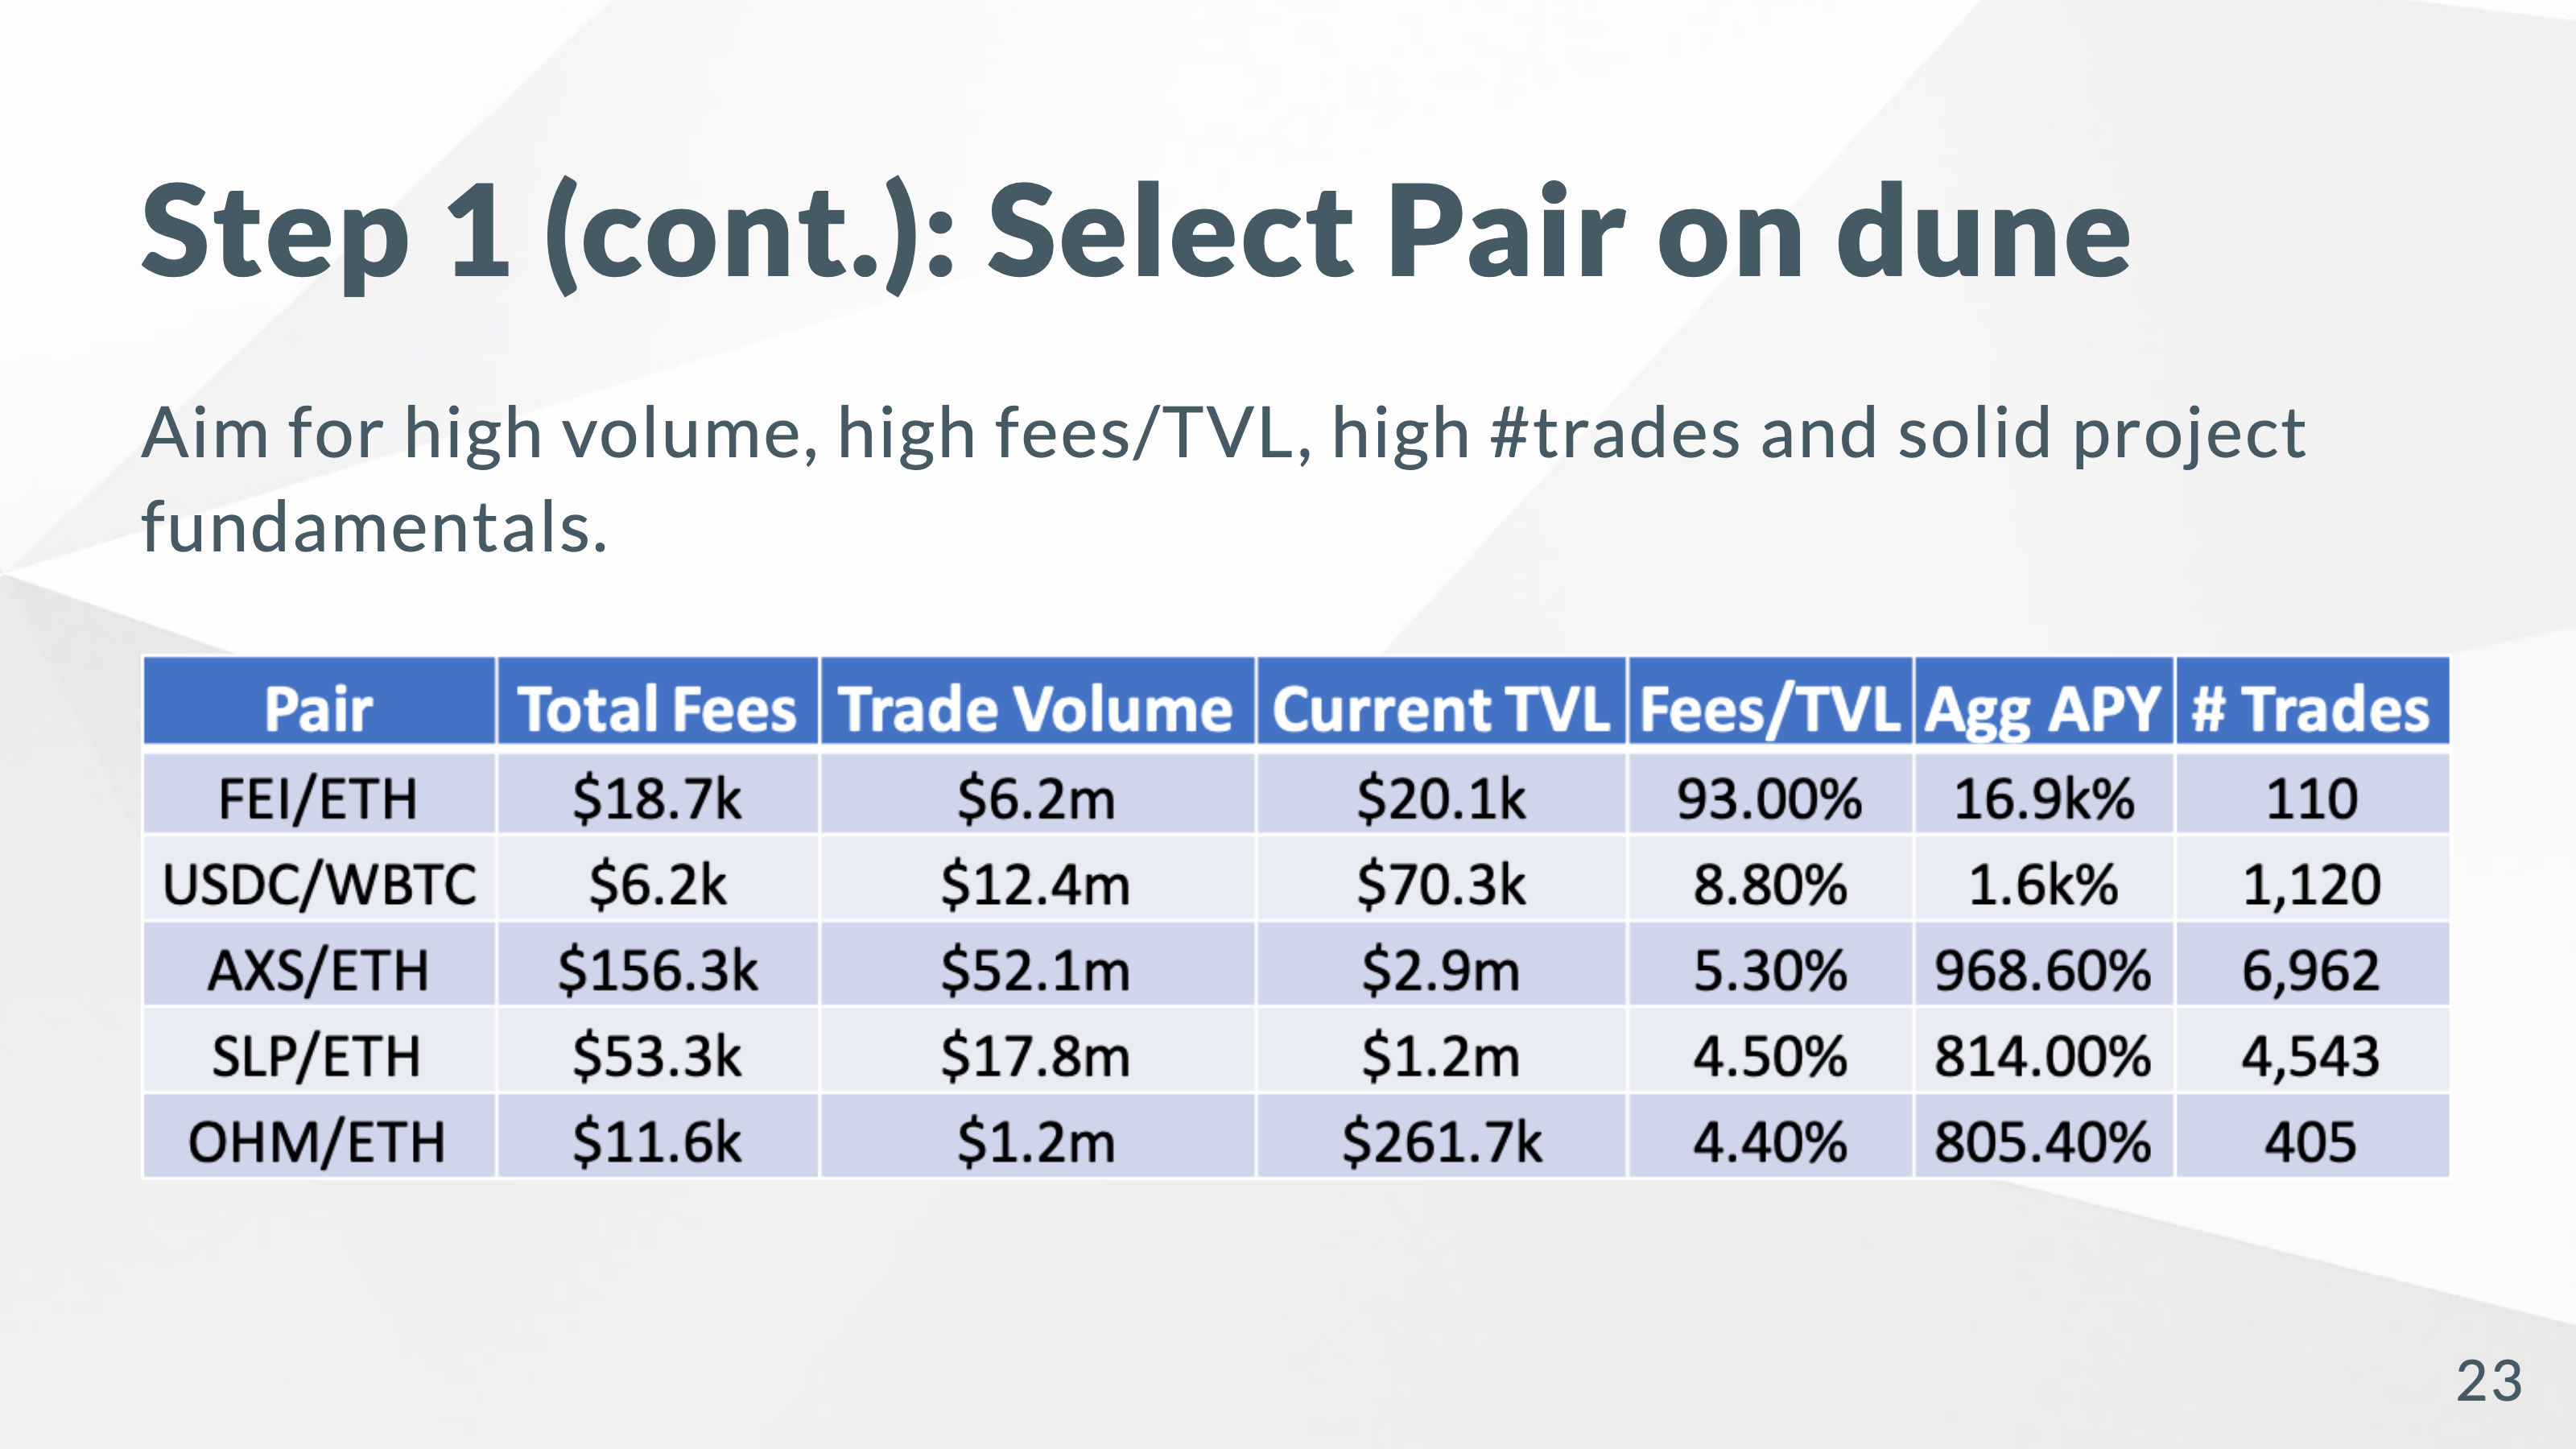 Step 1 (cont.): Select Pair on dune
Aim for high volume, high fees/TVL, high #trades and solid project
fundamentals.
Pair Total Fees Trade Volume Current TVL Fees/TVL Agg APY # Trades
FEI/ETH $18.7k $6.2m $20.1k 93.00% 16.9k% 110
USDC/WBTC $6.2k $12.4m $70.3k 8.80% 1.6k% 1,120
AXS/ETH $156.3k $52.1m $2.9m 5.30% 968.60% 6,962
SLP/ETH $53.3k $17.8m $1.2m 4.50% 814.00% 4,543
OHM/ETH $11.6k $1.2m $261.7k 4.40% 805.40% 405
23